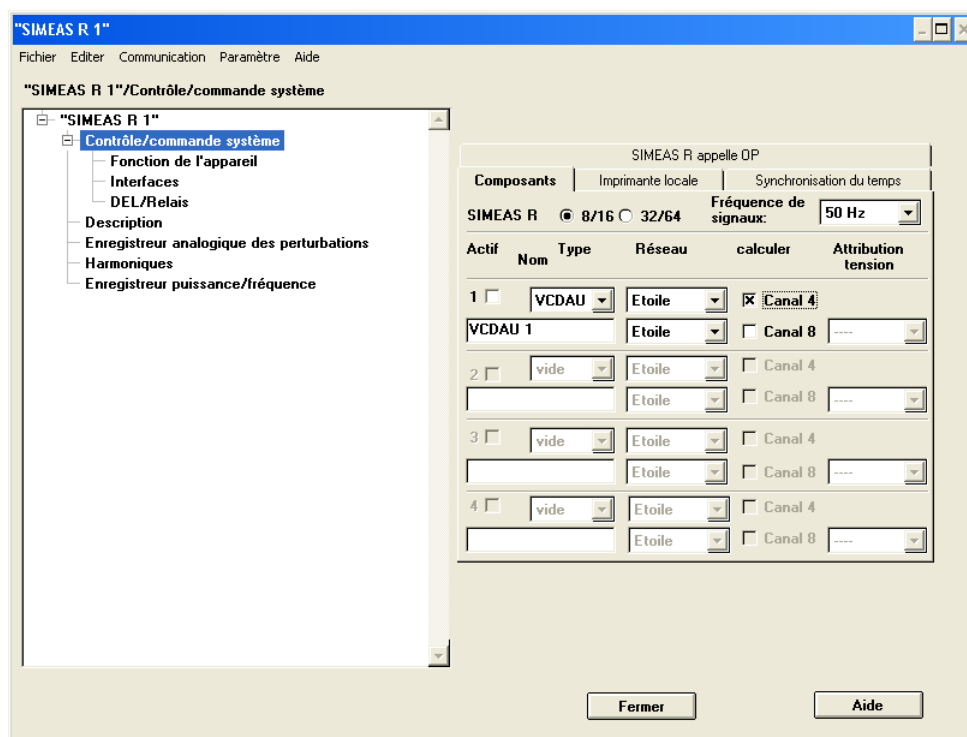 "SIMEAS R 1"
Fichier Editer Communication Paramètre Aide
"SIMEAS R 1"/Contrôle/commande système
"SIMEAS R 1"
Contrôle/commande système
Fonction de l'appareil
Interfaces
DEL/Relais
Description
Enregistreur analogique des perturbations
Harmoniques
Enregistreur puissance/fréquence
SIMEAS R appelle OP
Composants Imprimante locale Synchronisation du temps
SIMEAS R 8/16 32/64 Fréquence de signaux: 50 Hz
Actif Nom Type Réseau calculer Attribution tension
1 VCDAU Etoile Canal 4
VCDAU 1 Etoile Canal 8 ----
2 vide Etoile Canal 4
Etoile Canal 8 ----
3 vide Etoile Canal 4
Etoile Canal 8 ----
4 vide Etoile Canal 4
Etoile Canal 8 ----
Fermer Aide